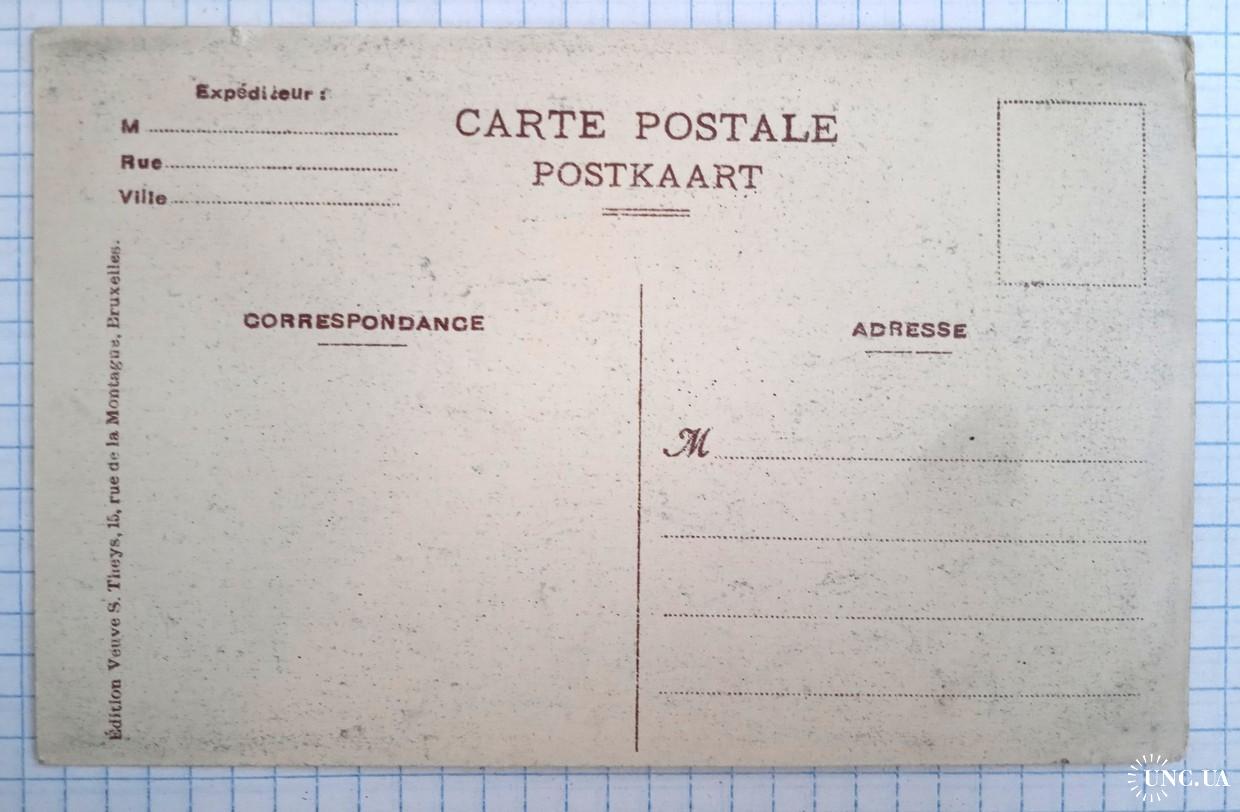 Expéditeur :
M
Rue
Ville
CARTE POSTALE
POSTKAART
CORRESPONDANCE
ADRESSE
M
Édition Veuve S. Theys, 15, rue de la Montagne, Bruxelles.
UNC.UA